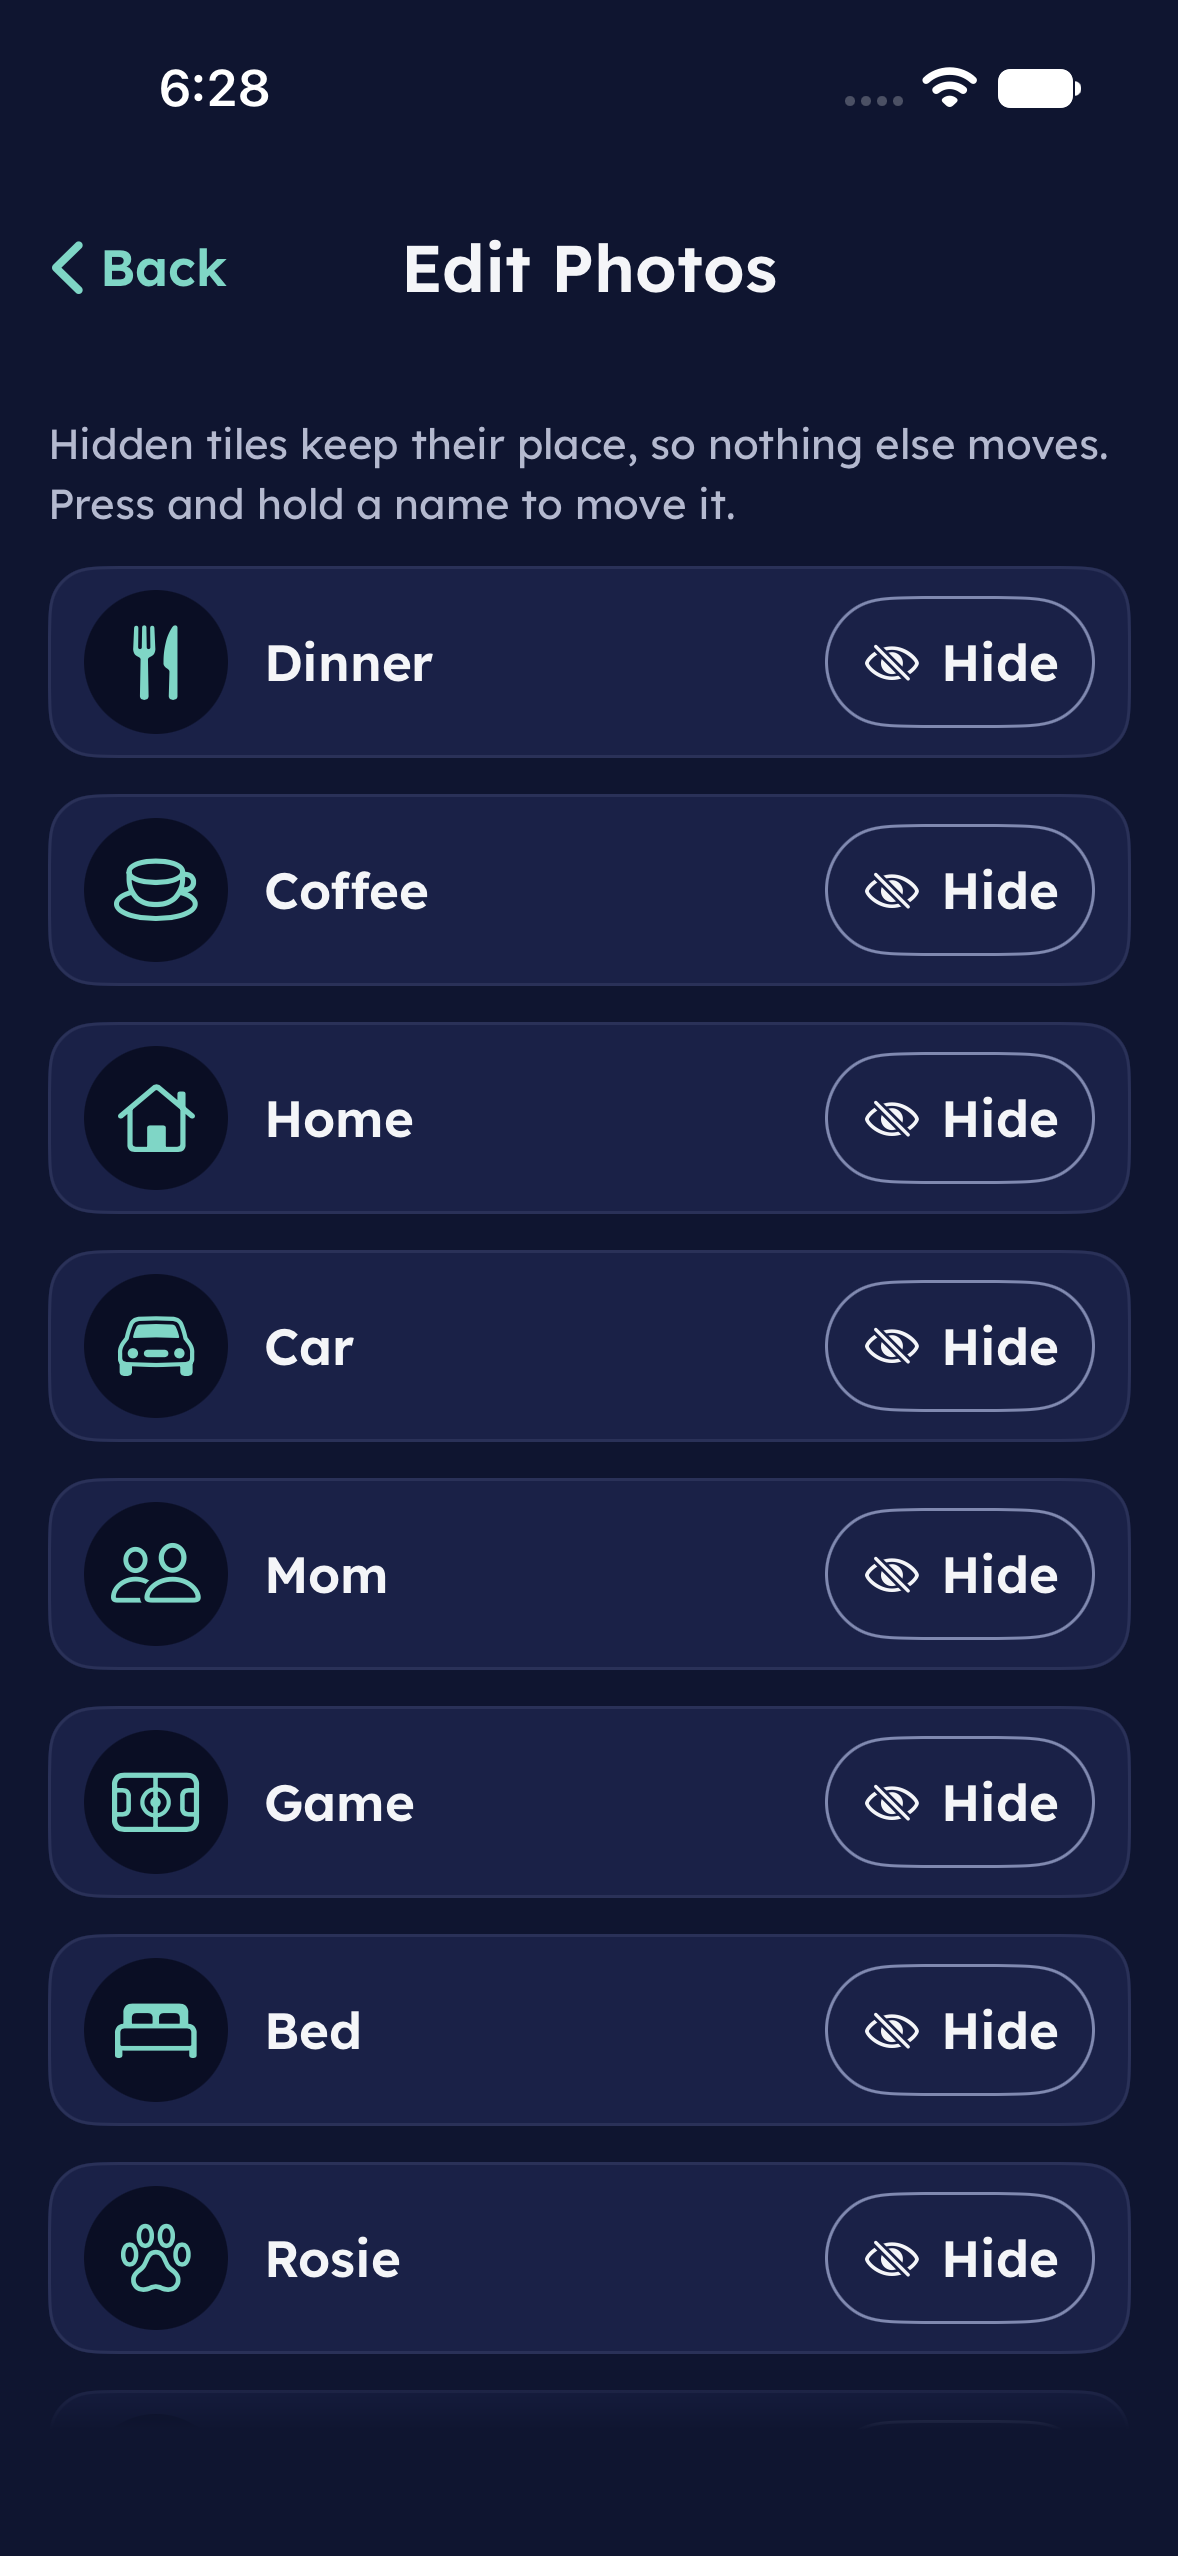 6:28
Back
Edit Photos
Hidden tiles keep their place, so nothing else moves.
Press and hold a name to move it.
Dinner
Hide
Coffee
Hide
Home
Hide
Car
Hide
Mom
Hide
Game
Hide
Bed
Hide
Rosie
Hide